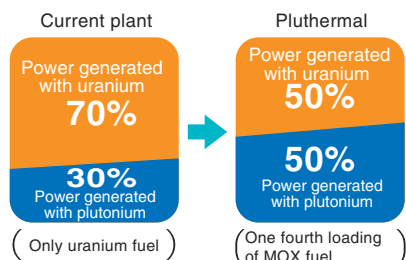 Current plant
Power generated
with uranium
70%
30%
Power generated
with plutonium
(Only uranium fuel)
Pluthermal
Power generated
with uranium
50%
50%
Power generated
with plutonium
(One fourth loading
of MOX fuel